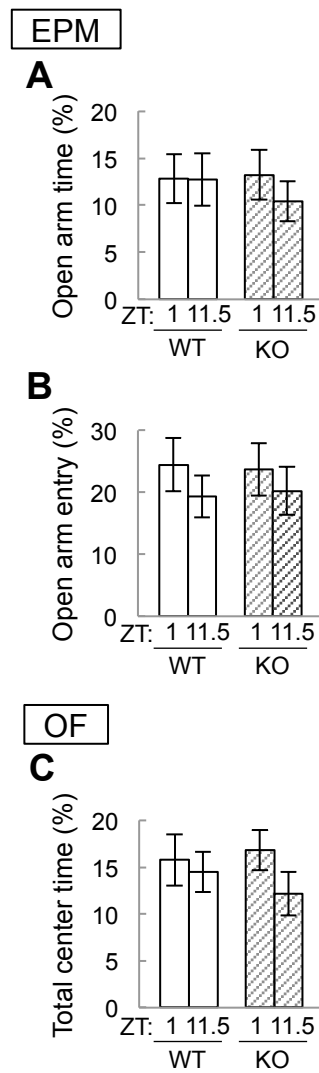 EPM
A
Open arm time (%)
20
15
10
5
0
ZT: 1 11.5 1 11.5
WT KO
B
Open arm entry (%)
30
20
10
0
ZT: 1 11.5 1 11.5
WT KO
OF
C
Total center time (%)
20
15
10
5
0
ZT: 1 11.5 1 11.5
WT KO